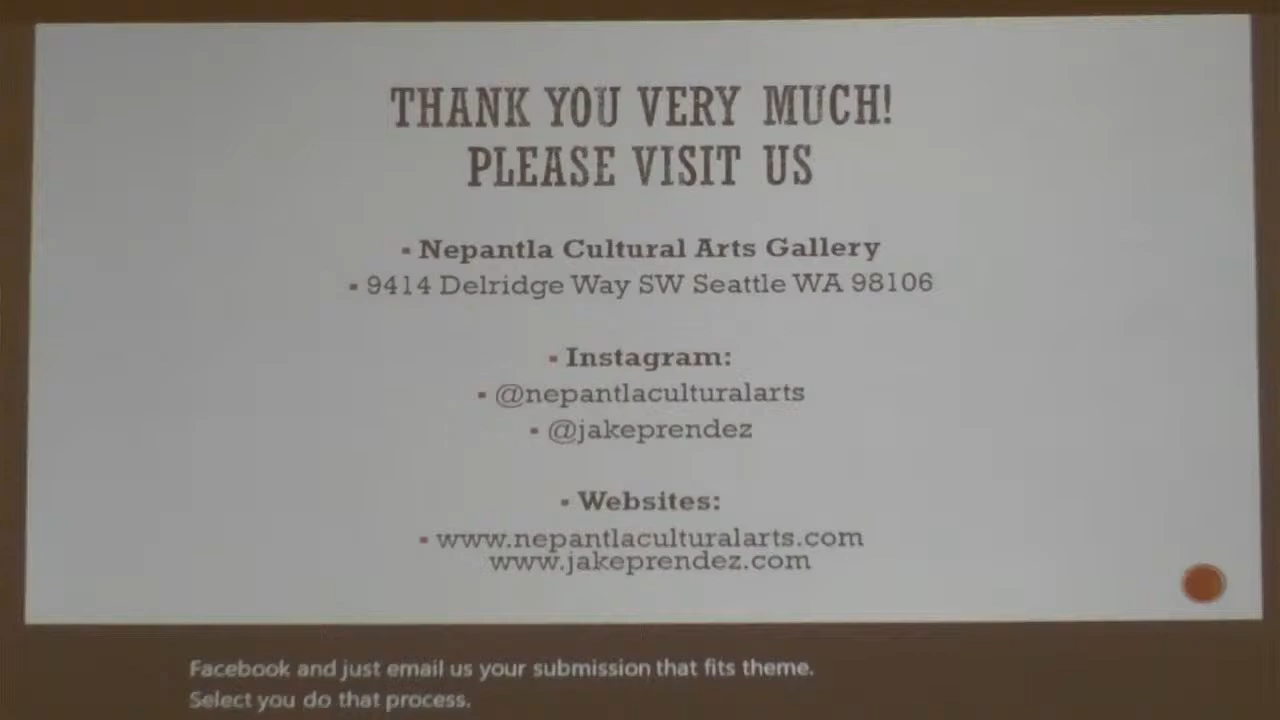 THANK YOU VERY MUCH!
PLEASE VISIT US
▪ Nepantla Cultural Arts Gallery
▪ 9414 Delridge Way SW Seattle WA 98106
▪ Instagram:
▪ @nepantlaculturalarts
▪ @jakeprendez
▪ Websites:
▪ www.nepantlaculturalarts.com
www.jakeprendez.com
Facebook and just email us your submission that fits theme.
Select you do that process.